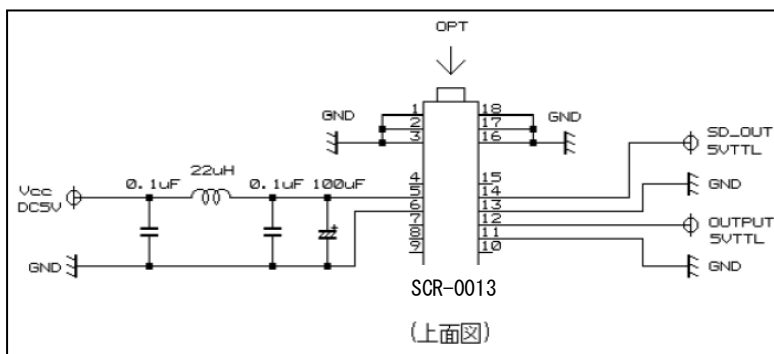 OPT
GND
1
2
3
18
17
16
GND
SD_OUT
5VTTL
22uH
0.1uF
0.1uF
100uF
+
Vcc
DC5V
4
5
6
7
8
9
15
14
13
12
11
10
GND
OUTPUT
5VTTL
GND
GND
SCR-0013
(上面図)